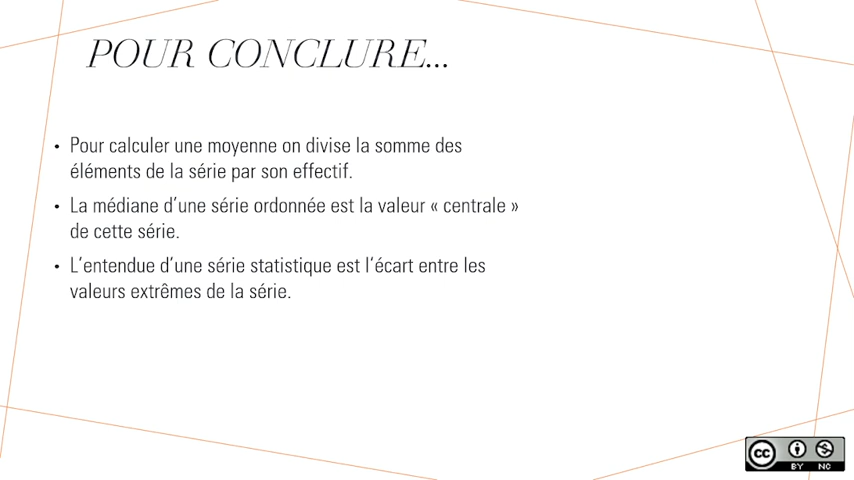 POUR CONCLURE...
• Pour calculer une moyenne on divise la somme des
éléments de la série par son effectif.
• La médiane d'une série ordonnée est la valeur « centrale »
de cette série.
• L'entendue d'une série statistique est l'écart entre les
valeurs extrêmes de la série.
cc
BY NC